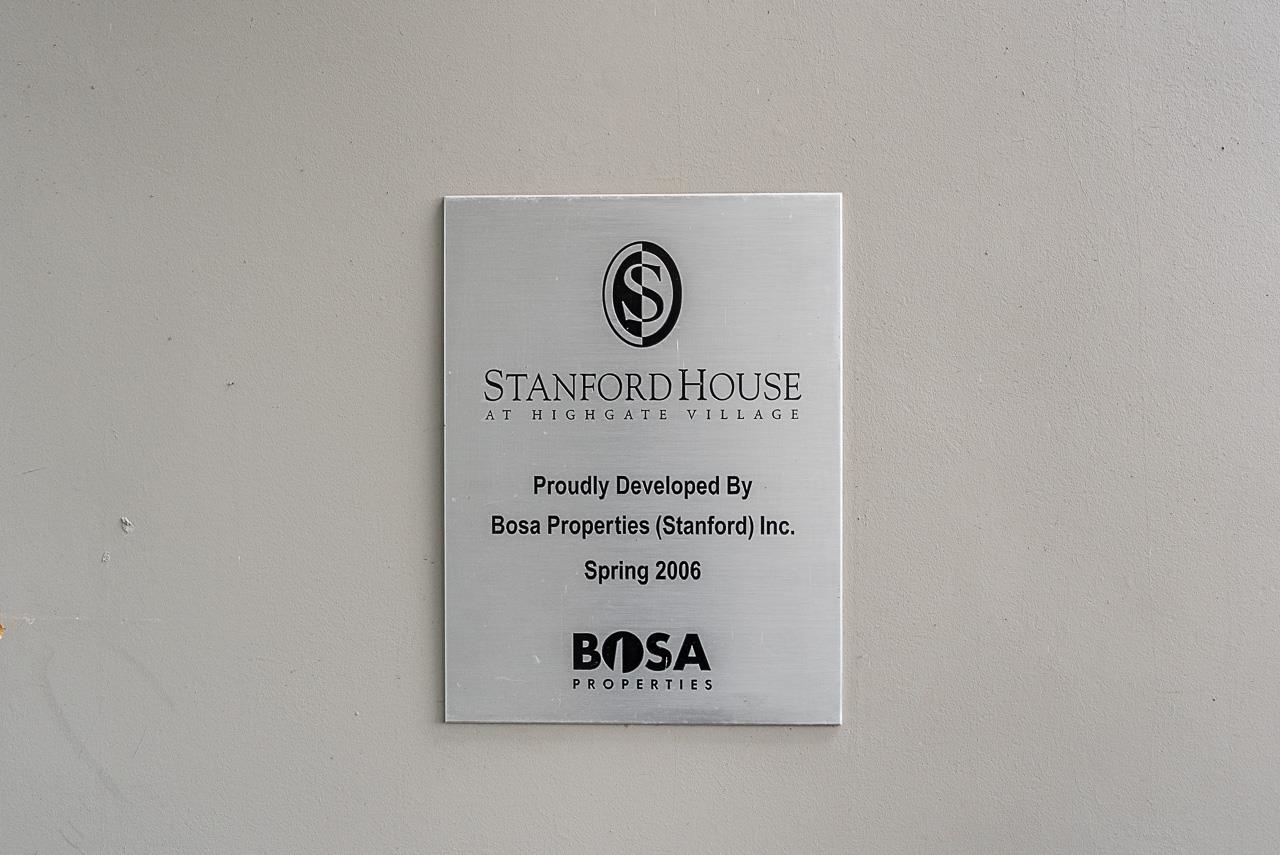 S
STANFORD HOUSE
AT HIGHGATE VILLAGE
Proudly Developed By
Bosa Properties (Stanford) Inc.
Spring 2006
BOSA
PROPERTIES